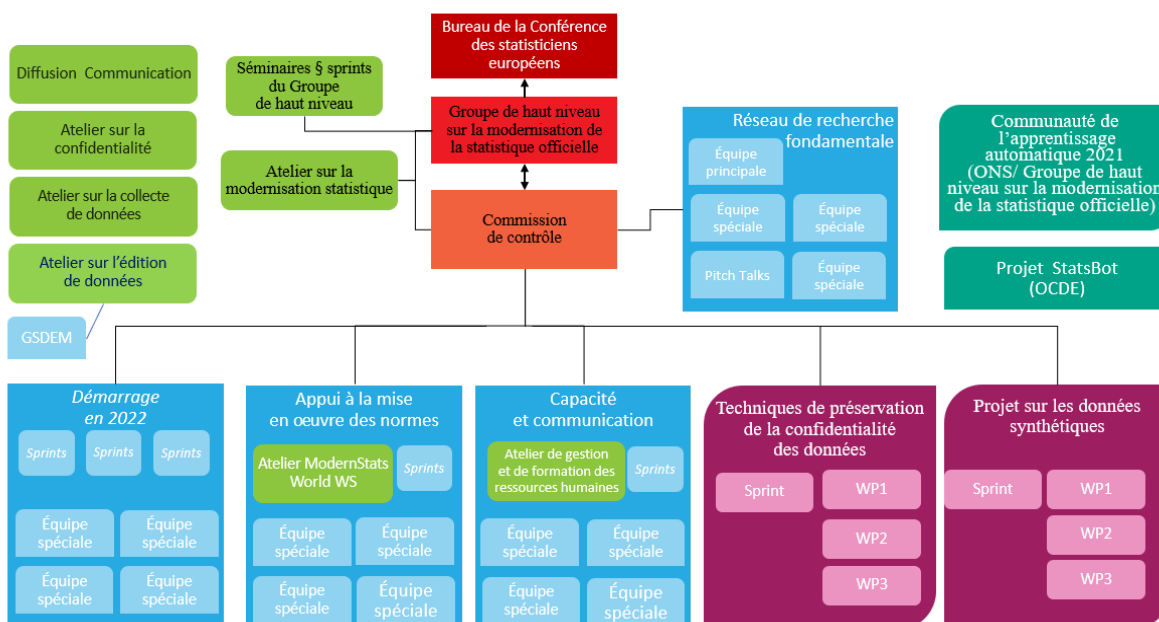 Bureau de la Conférence
des statisticiens
européens
Diffusion Communication
Séminaires § sprints
du Groupe
de haut niveau
Groupe de haut niveau
sur la modernisation de
la statistique officielle
Atelier sur la
confidentialité
Atelier sur la
modernisation statistique
Atelier sur la collecte
de données
Commission
de contrôle
Atelier sur l'édition
de données
GSDEM
Réseau de recherche
fondamentale
Équipe
principale
Équipe
spéciale
Équipe
spéciale
Pitch Talks
Équipe
spéciale
Communauté de
l'apprentissage
automatique 2021
(ONS/ Groupe de haut
niveau sur la modernisation
de la statistique officielle)
Projet StatsBot
(OCDE)
Démarrage
en 2022
Sprints
Sprints
Sprints
Équipe
spéciale
Équipe
spéciale
Équipe
spéciale
Équipe
spéciale
Appui à la mise
en oeuvre des normes
Atelier ModernStats
World WS
Sprints
Équipe
spéciale
Équipe
spéciale
Équipe
spéciale
Équipe
spéciale
Capacité
et communication
Atelier de gestion
et de formation des
ressources humaines
Sprints
Équipe
spéciale
Équipe
spéciale
Équipe
spéciale
Équipe
spéciale
Techniques de préservation
de la confidentialité
des données
Sprint
WP1
WP2
WP3
Projet sur les données
synthétiques
Sprint
WP1
WP2
WP3